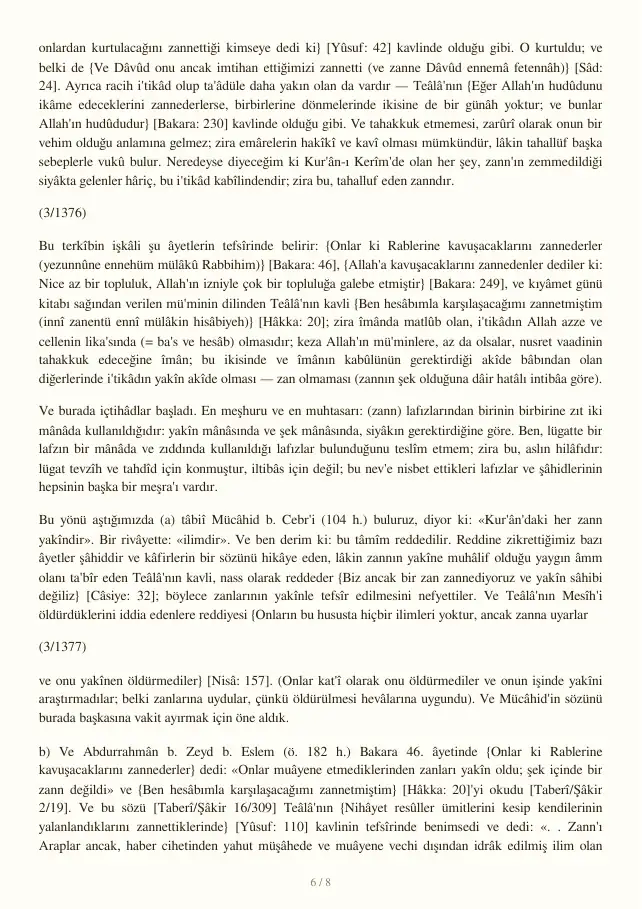 onlardan kurtulacağını zannettiği kimseye dedi ki} [Yûsuf: 42] kavlinde olduğu gibi. O kurtuldu; ve
belki de {Ve Dâvûd onu ancak imtihan ettiğimizi zannetti (ve zanne Dâvûd ennemâ fetennâh)} [Sâd:
24]. Ayrıca racih i'tikâd olup ta'âdüle daha yakın olan da vardır — Teâlâ'nın {Eğer Allah'ın hudûdunu
ikâme edeceklerini zannederlerse, birbirlerine dönmelerinde ikisine de bir günâh yoktur; ve bunlar
Allah'ın hudûdudur} [Bakara: 230] kavlinde olduğu gibi. Ve tahakkuk etmemesi, zarûrî olarak onun bir
vehim olduğu anlamına gelmez; zira emârelerin hakîkî ve kavî olması mümkündür, lâkin tahallüf başka
sebeplerle vukû bulur. Neredeyse diyeceğim ki Kur'ân-ı Kerîm'de olan her şey, zann'ın zemmedildiği
siyâkta gelenler hâriç, bu i'tikâd kabîlindendir; zira bu, tahalluf eden zanndır.
(3/1376)
Bu terkîbin işkâli şu âyetlerin tefsîrinde belirir: {Onlar ki Rablerine kavuşacaklarını zannederler
(yezunnûne ennehüm mülâkû Rabbihim)} [Bakara: 46], {Allah'a kavuşacaklarını zannedenler dediler ki:
Nice az bir topluluk, Allah'ın izniyle çok bir topluluğa galebe etmiştir} [Bakara: 249], ve kıyâmet günü
kitabı sağından verilen mü'minin dilinden Teâlâ'nın kavli {Ben hesâbımla karşılaşacağımı zannetmiştim
(innî zanentü ennî mülâkin hisâbiyeh)} [Hâkka: 20]; zira îmânda matlûb olan, i'tikâdın Allah azze ve
cellenin lika'sında (= ba's ve hesâb) olmasıdır; keza Allah'ın mü'minlere, az da olsalar, nusret vaadinin
tahakkuk edeceğine îmân; bu ikisinde ve îmânın kabûlünün gerektirdiği akîde bâbından olan
diğerlerinde i'tikâdın yakîn akîde olması — zan olmaması (zannın şek olduğuna dâir hatâlı intibâa göre).
Ve burada içtihâdlar başladı. En meşhuru ve en muhtasarı: (zann) lafızlarından birinin birbirine zıt iki
mânâda kullanıldığıdır: yakîn mânâsında ve şek mânâsında, siyâkın gerektirdiğine göre. Ben, lügatte bir
lafzın bir mânâda ve zıddında kullanıldığı lafızlar bulunduğunu teslîm etmem; zira bu, aslın hilâfıdır:
lügat tevzîh ve tahdîd için konmuştur, iltibâs için değil; bu nev'e nisbet ettikleri lafızlar ve şâhidlerinin
hepsinin başka bir meşra'ı vardır.
Bu yönü aştığımızda (a) tâbiî Mücâhid b. Cebr'i (104 h.) buluruz, diyor ki: «Kur'ân'daki her zann
yakîndir». Bir rivâyette: «ilimdir». Ve ben derim ki: bu tâmîm reddedilir. Reddine zikrettiğimiz bazı
âyetler şâhiddir ve kâfirlerin bir sözünü hikâye eden, lâkin zannın yakîne muhâlif olduğu yaygın âmm
olanı ta'bîr eden Teâlâ'nın kavli, nass olarak reddeder {Biz ancak bir zan zannediyoruz ve yakîn sâhibi
değiliz} [Câsiye: 32]; böylece zanlarının yakînle tefsîr edilmesini nefyettiler. Ve Teâlâ'nın Mesîh'i
öldürdüklerini iddia edenlere reddiyesi {Onların bu hususta hiçbir ilimleri yoktur, ancak zanna uyarlar
(3/1377)
ve onu yakînen öldürmediler} [Nisâ: 157]. (Onlar kat'î olarak onu öldürmediler ve onun işinde yakîni
araştırmadılar; belki zanlarına uydular, çünkü öldürülmesi hevâlarına uygundu). Ve Mücâhid'in sözünü
burada başkasına vakit ayırmak için öne aldık.
b) Ve Abdurrahmân b. Zeyd b. Eslem (ö. 182 h.) Bakara 46. âyetinde {Onlar ki Rablerine
kavuşacaklarını zannederler} dedi: «Onlar muâyene etmediklerinden zanları yakîn oldu; şek içinde bir
zann değildi» ve {Ben hesâbımla karşılaşacağımı zannetmiştim} [Hâkka: 20]'yi okudu [Taberî/Şâkir
2/19]. Ve bu sözü [Taberî/Şâkir 16/309] Teâlâ'nın {Nihâyet resûller ümitlerini kesip kendilerinin
yalanlandıklarını zannettiklerinde} [Yûsuf: 110] kavlinin tefsîrinde benimsedi ve dedi: «. . Zann'ı
Araplar ancak, haber cihetinden yahut müşâhede ve muâyene vechi dışından idrâk edilmiş ilim olan
6 / 8